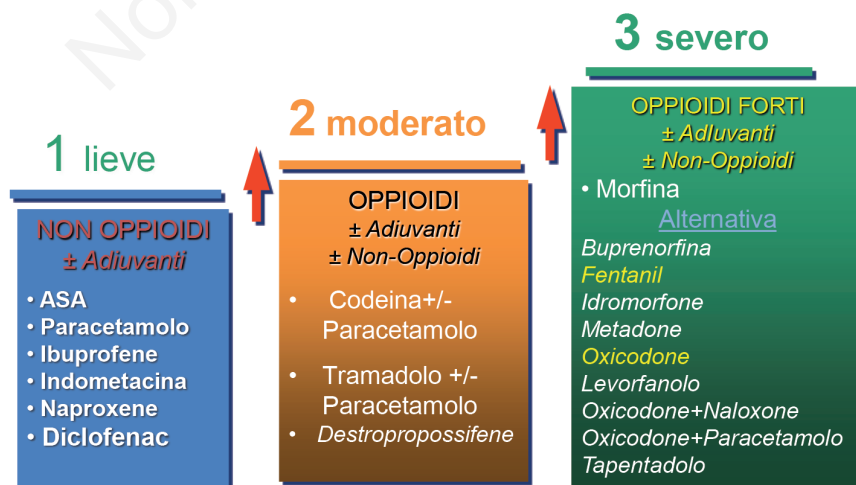 1 lieve
NON OPPIOIDI
± Adiuvanti
• ASA
• Paracetamolo
• Ibuprofene
• Indometacina
• Naproxene
• Diclofenac
2 moderato
OPPIOIDI
± Adiuvanti
± Non-Oppioidi
• Codeina+/-
Paracetamolo
• Tramadolo +/-
Paracetamolo
• Destropropossifene
3 severo
OPPIOIDI FORTI
± AdIuvanti
± Non-Oppioidi
• Morfina
Alternativa
Buprenorfina
Fentanil
Idromorfone
Metadone
Oxicodone
Levorfanolo
Oxicodone+Naloxone
Oxicodone+Paracetamolo
Tapentadolo